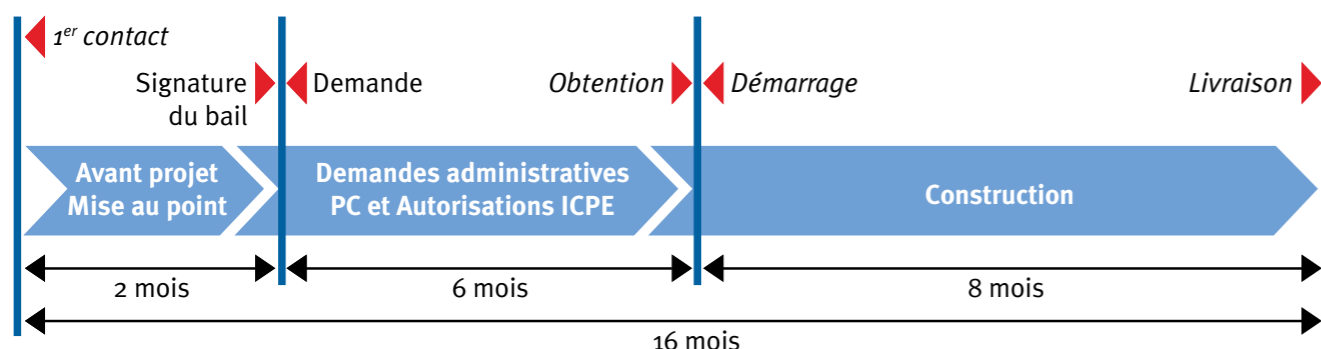 1er contact
Signature
du bail
Demande
Obtention
Démarrage
Livraison
Avant projet
Mise au point
Demandes administratives
PC et Autorisations ICPE
Construction
2 mois
6 mois
8 mois
16 mois